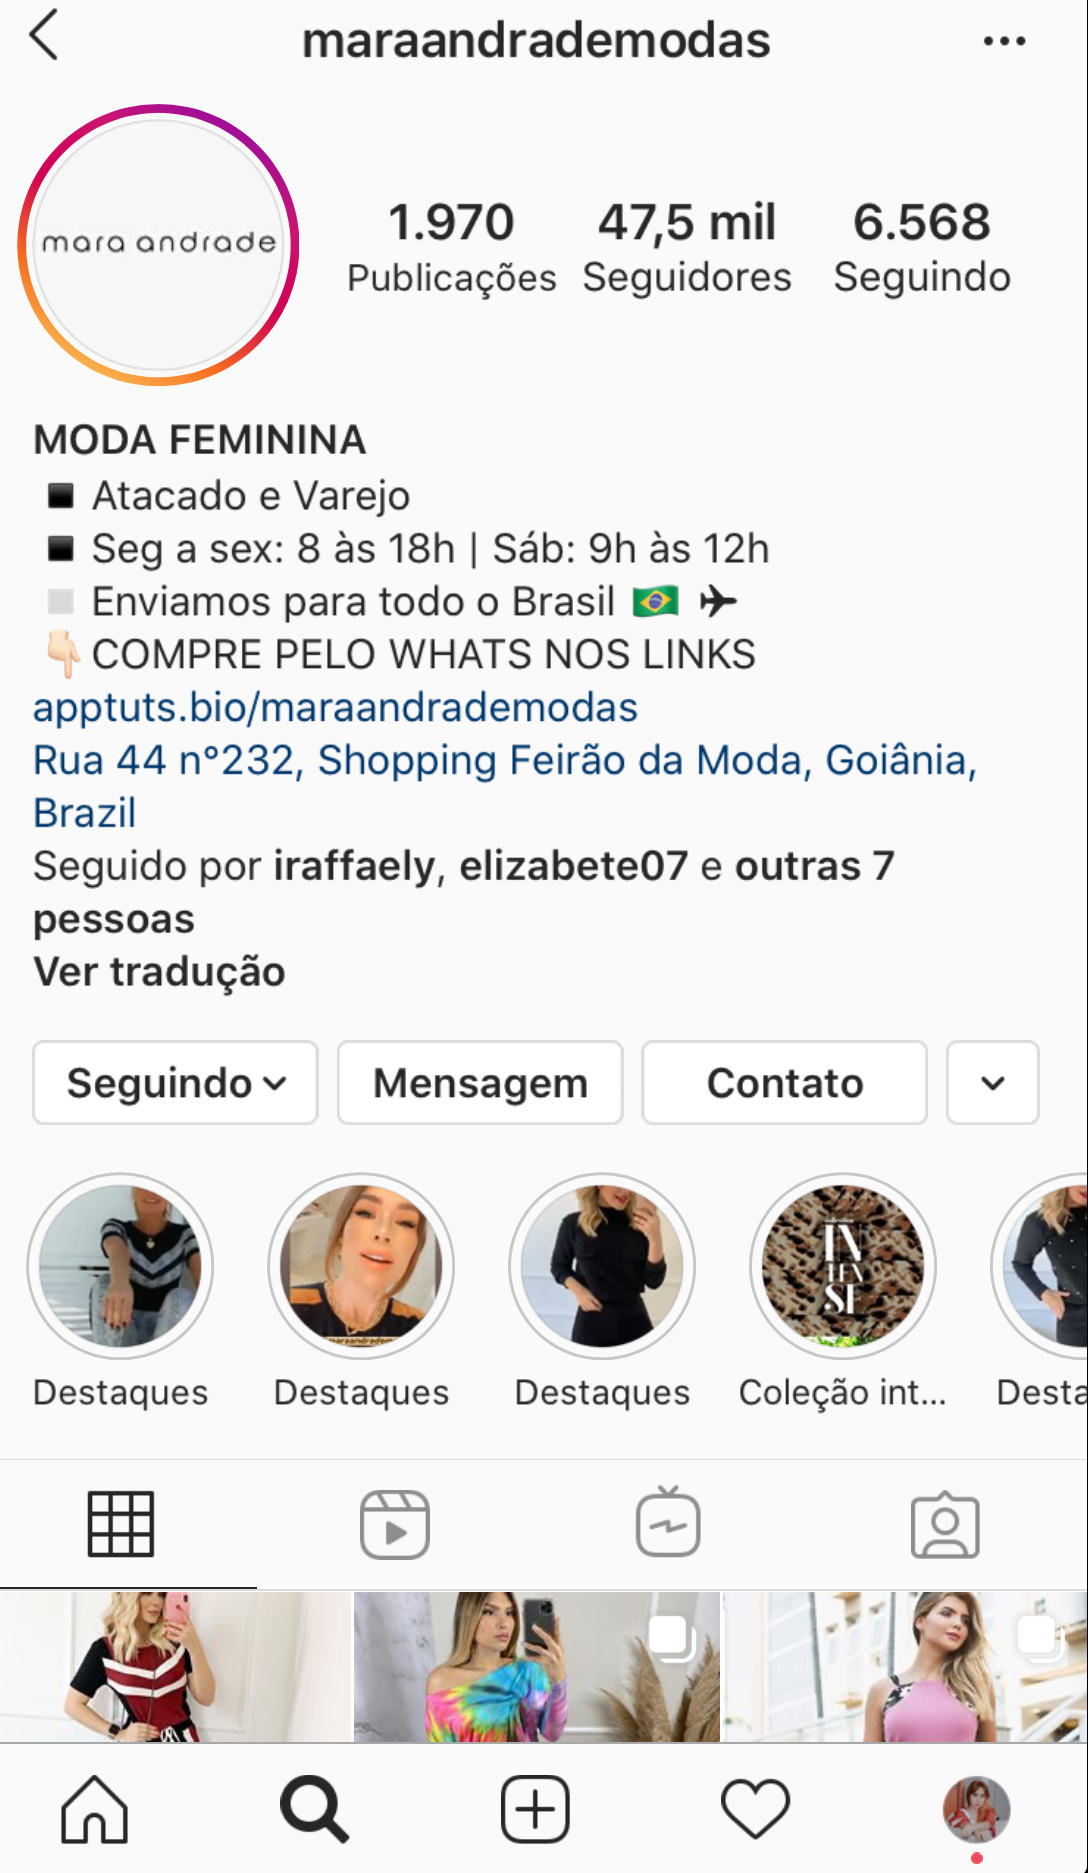 maraandrademodas
mara andrade
1.970 47,5 mil 6.568
Publicações Seguidores Seguindo
MODA FEMININA
Atacado e Varejo
Seg a sex: 8 às 18h | Sáb: 9h às 12h
Enviamos para todo o Brasil 🇧🇷 ✈
👇🏻COMPRE PELO WHATS NOS LINKS
apptuts.bio/maraandrademodas
Rua 44 n°232, Shopping Feirão da Moda, Goiânia,
Brazil
Seguido por iraffaely, elizabete07 e outras 7
pessoas
Ver tradução
Seguindo Mensagem Contato
IN
TEN
SE
Destaques Destaques Destaques Coleção int... Desta